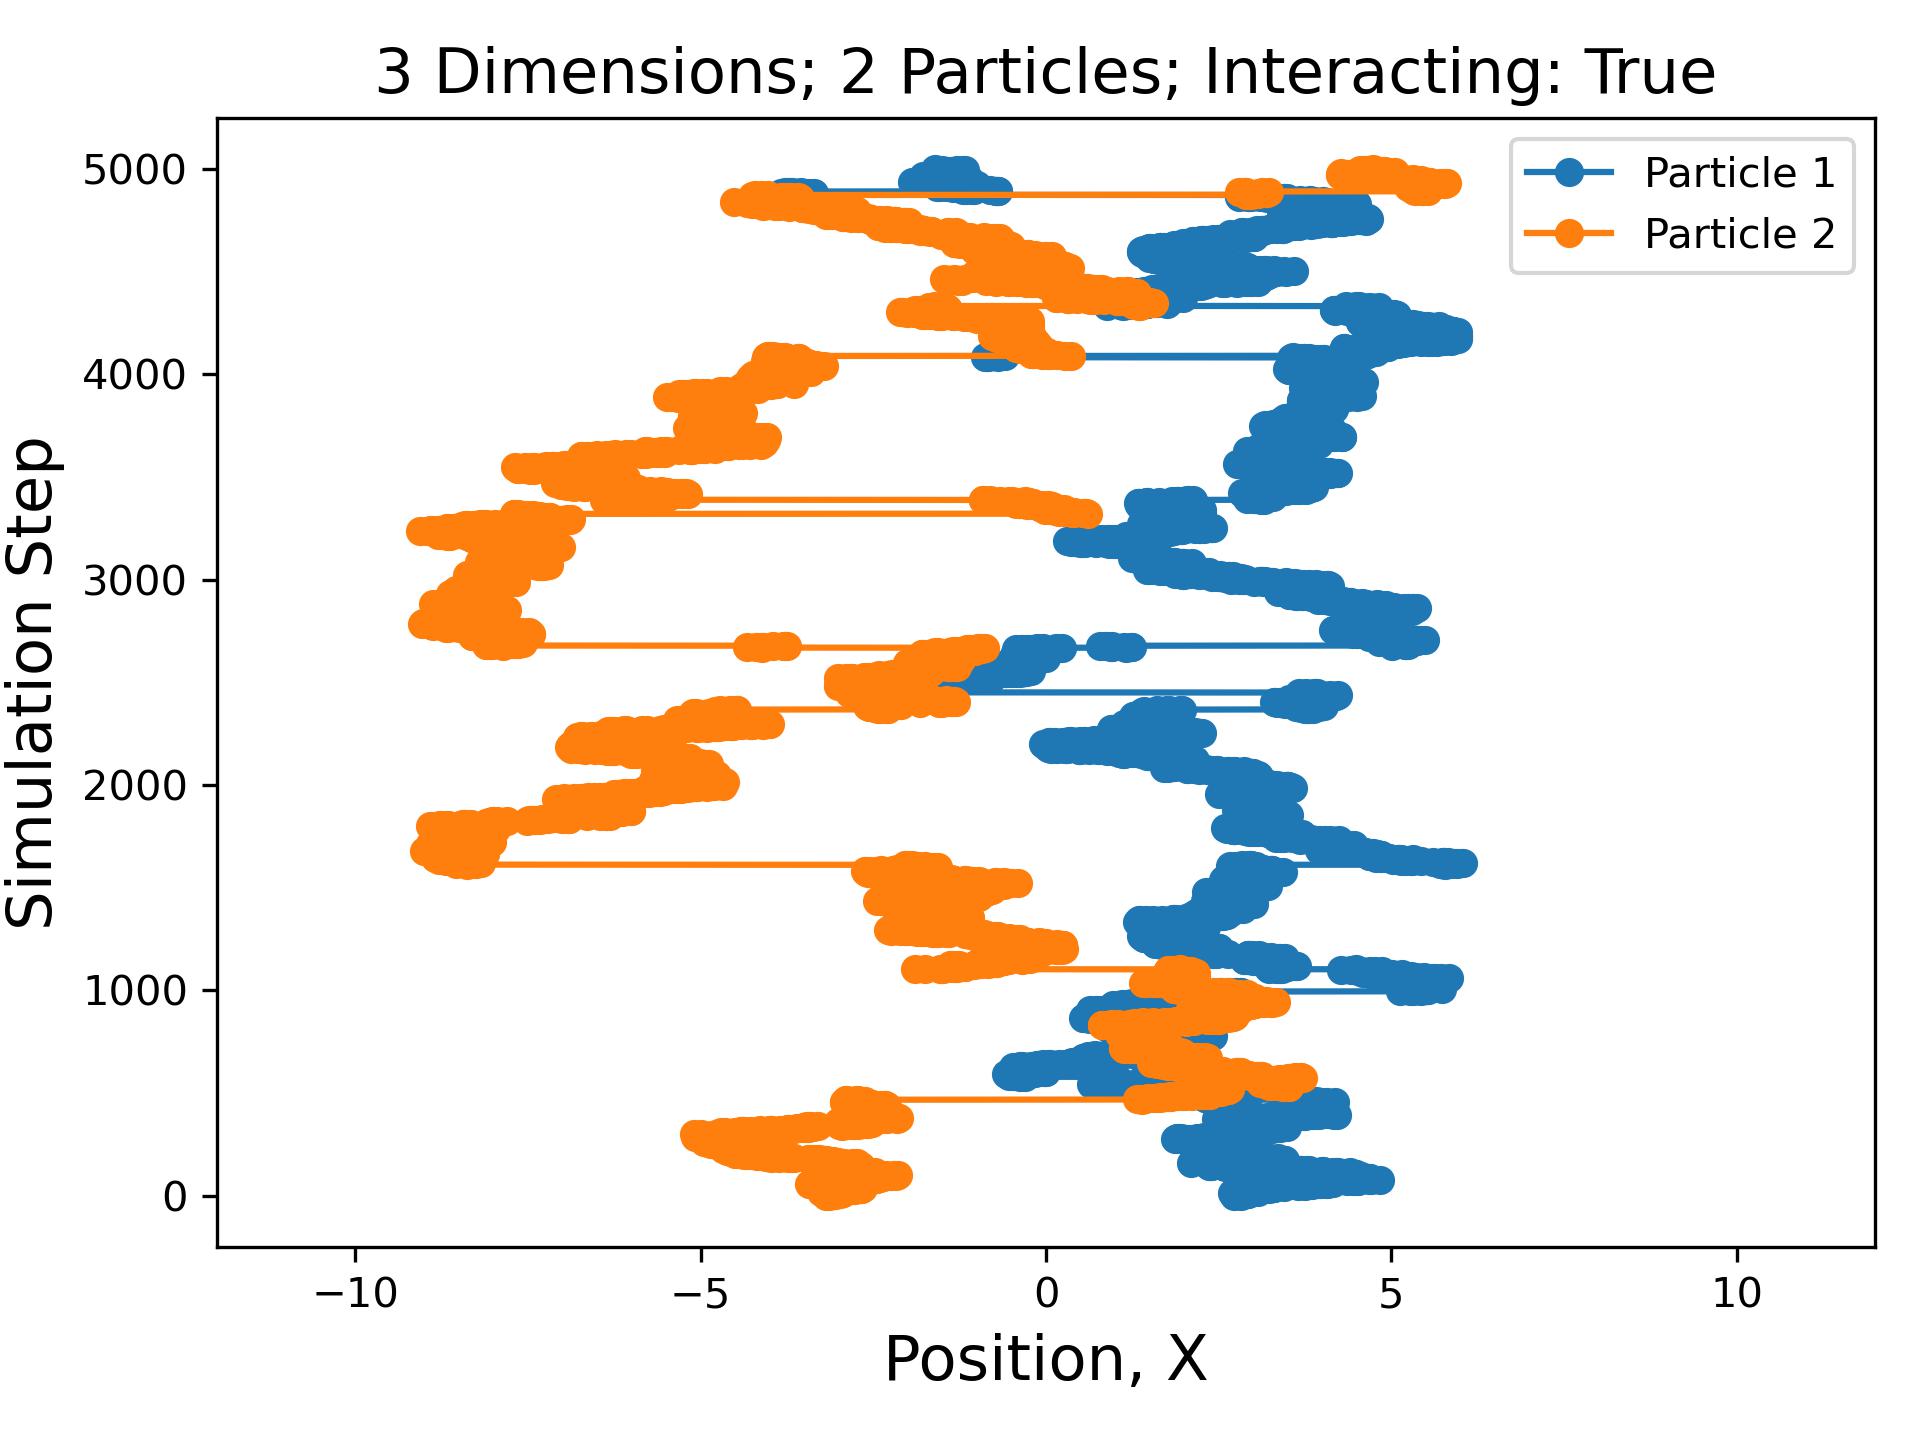 3 Dimensions; 2 Particles; Interacting: True
Particle 1
Particle 2
Simulation Step
5000
4000
3000
2000
1000
0
−10
−5
0
5
10
Position, X